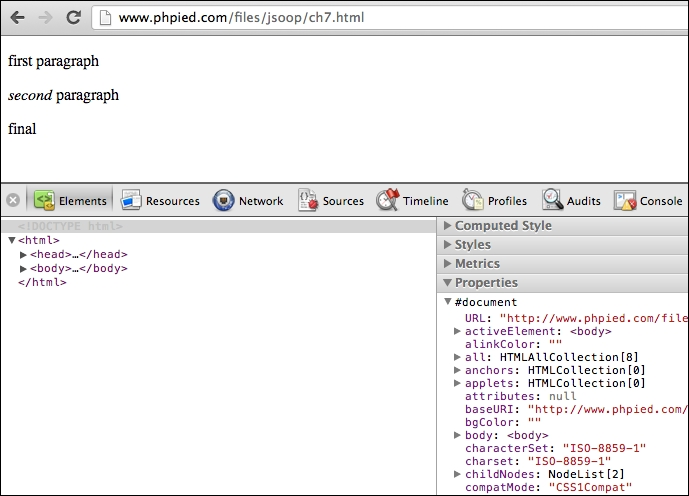 www.phpied.com/files/jsoop/ch7.html
first paragraph
second paragraph
final
Elements Resources Network Sources Timeline Profiles Audits Console
<!DOCTYPE html>
<html>
<head>…</head>
<body>…</body>
</html>
Computed Style
Styles
Metrics
Properties
#document
URL: "http://www.phpied.com/file
activeElement: <body>
alinkColor: ""
all: HTMLAllCollection[8]
anchors: HTMLCollection[0]
applets: HTMLCollection[0]
attributes: null
baseURI: "http://www.phpied.com/
bgColor: ""
body: <body>
characterSet: "ISO-8859-1"
charset: "ISO-8859-1"
childNodes: NodeList[2]
compatMode: "CSS1Compat"